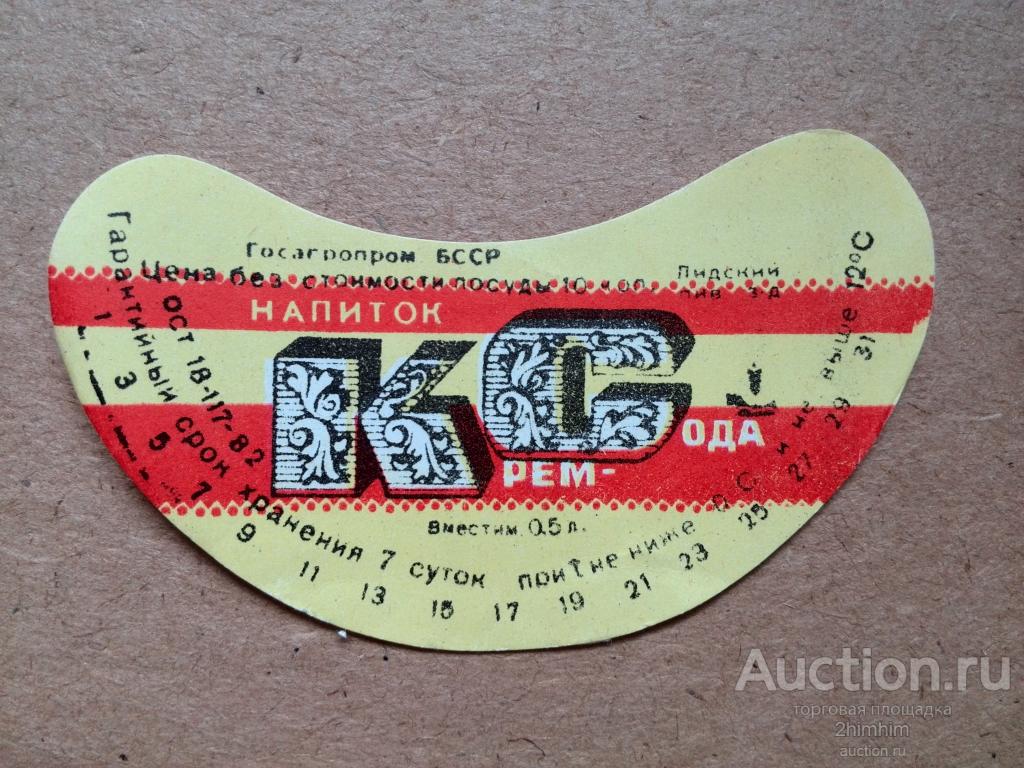 Госагропром БССР
Цена без стоимости посуды 10 коп.
Лидский
пив з-д
НАПИТОК
КРЕМ-СОДА
Вместим. 0,5 л.
ОСТ 18-117-82
Гарантийный срок хранения 7 суток при t не ниже 0°С и не выше 12°С
1 3 5 7 9 11 13 15 17 19 21 23 25 27 29 31
Auction.ru
торговая площадка
2himhim
auction.ru